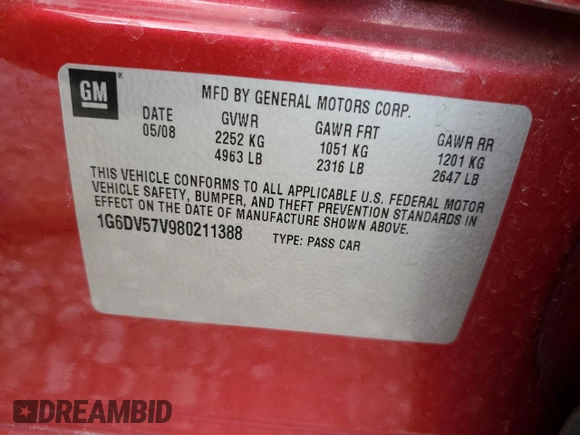 GM
MFD BY GENERAL MOTORS CORP.
DATE GVWR GAWR FRT GAWR RR
05/08 2252 KG 1051 KG 1201 KG
4963 LB 2316 LB 2647 LB
THIS VEHICLE CONFORMS TO ALL APPLICABLE U.S. FEDERAL MOTOR
VEHICLE SAFETY, BUMPER, AND THEFT PREVENTION STANDARDS IN
EFFECT ON THE DATE OF MANUFACTURE SHOWN ABOVE.
1G6DV57V980211388 TYPE: PASS CAR
DREAMBID